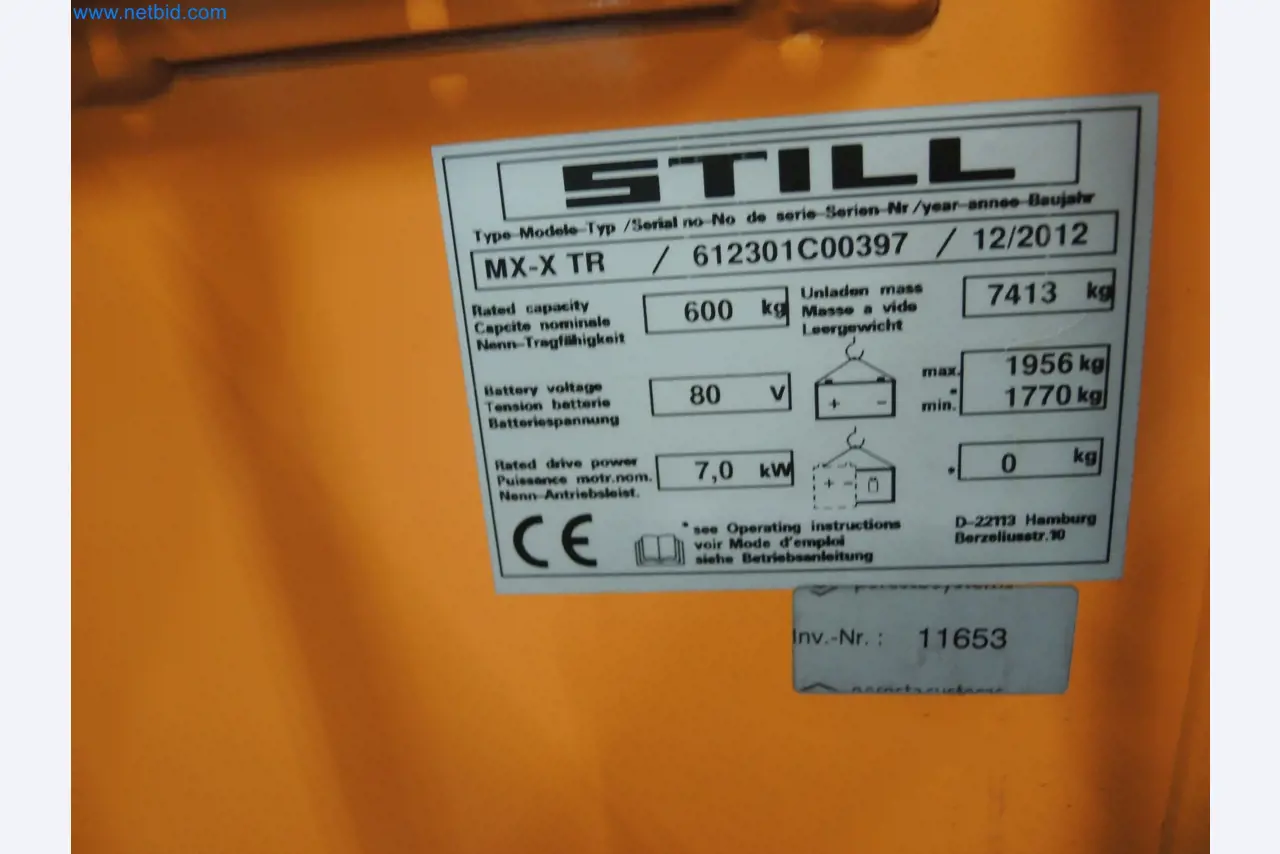 www.netbid.com
STILL
Type Modele Typ /Serial no No de serie Serien Nr /year annee Baujahr
MX-X TR / 612301C00397 / 12/2012
Rated capacity
Capcite nominale
Nenn-Tragfähigkeit
600 kg
Unladen mass
Masse a vide
Leergewicht
7413 kg
Battery voltage
Tension batterie
Batteriespannung
80 V
+ -
max. 1956 kg
* min. 1770 kg
Rated drive power
Puissance motr.nom.
Nenn-Antriebsleist.
7,0 kW
+ -
* 0 kg
CE
*see Operating instructions
voir Mode d'emploi
siehe Betriebsanleitung
D-22113 Hamburg
Berzeliusstr.10
Inv.-Nr. : 11653